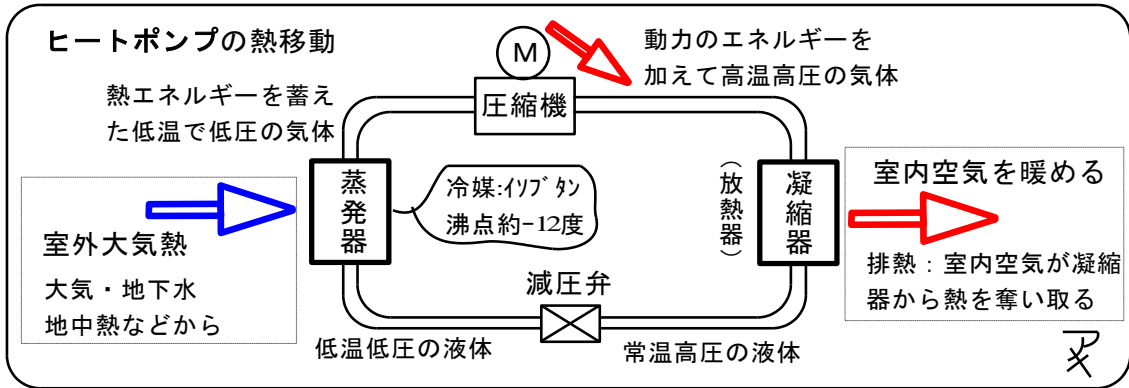 ヒートポンプの熱移動
M
動力のエネルギーを
加えて高温高圧の気体
熱エネルギーを蓄え
た低温で低圧の気体
圧縮機
蒸発器
冷媒:ｲｿﾌﾞﾀﾝ
沸点約-12度
(放熱器)
凝縮器
室内空気を暖める
排熱：室内空気が凝縮
器から熱を奪い取る
室外大気熱
大気・地下水
地中熱などから
減圧弁
低温低圧の液体
常温高圧の液体